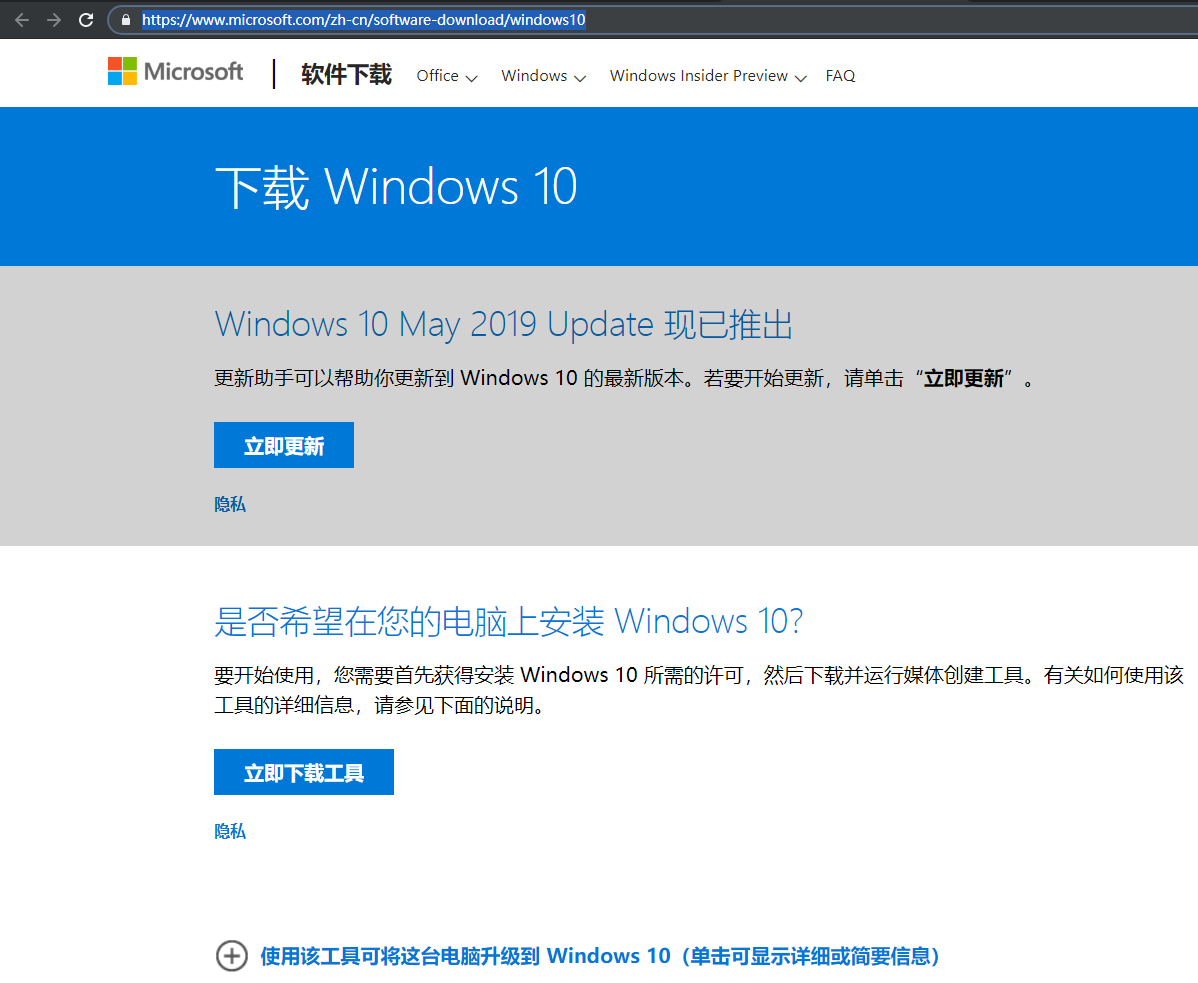 https://www.microsoft.com/zh-cn/software-download/windows10
Microsoft 软件下载 Office Windows Windows Insider Preview FAQ
下载 Windows 10
Windows 10 May 2019 Update 现已推出
更新助手可以帮助你更新到 Windows 10 的最新版本。若要开始更新，请单击“立即更新”。
立即更新
隐私
是否希望在您的电脑上安装 Windows 10？
要开始使用，您需要首先获得安装 Windows 10 所需的许可，然后下载并运行媒体创建工具。有关如何使用该
工具的详细信息，请参见下面的说明。
立即下载工具
隐私
使用该工具可将这台电脑升级到 Windows 10（单击可显示详细或简要信息）